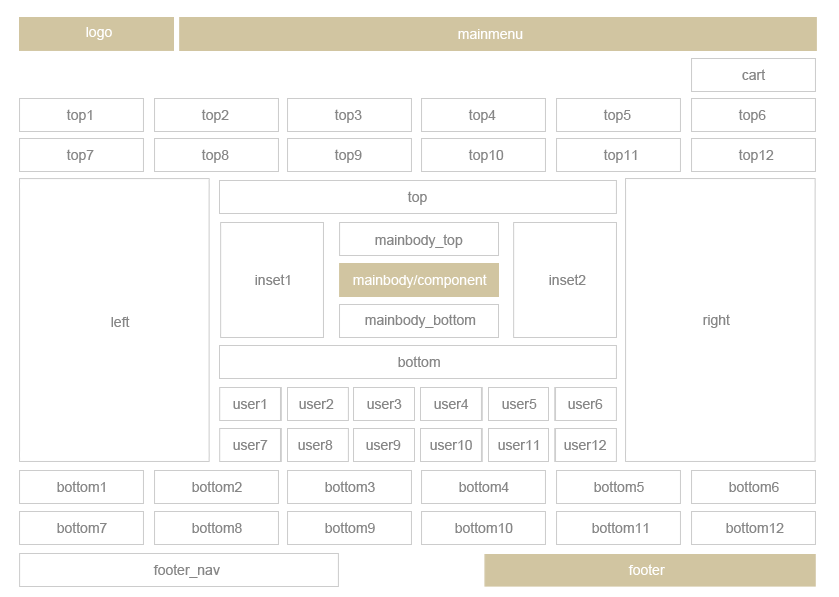 logo
mainmenu
cart
top1
top2
top3
top4
top5
top6
top7
top8
top9
top10
top11
top12
left
top
inset1
mainbody_top
mainbody/component
mainbody_bottom
inset2
bottom
user1
user2
user3
user4
user5
user6
user7
user8
user9
user10
user11
user12
right
bottom1
bottom2
bottom3
bottom4
bottom5
bottom6
bottom7
bottom8
bottom9
bottom10
bottom11
bottom12
footer_nav
footer